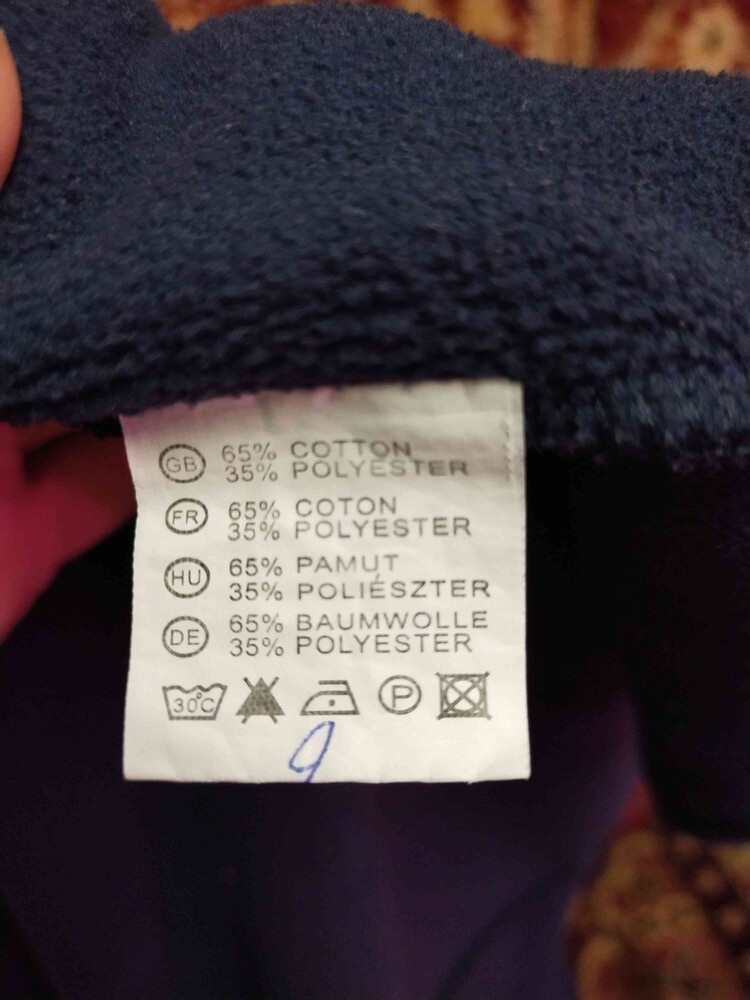 GB 65% COTTON
35% POLYESTER
FR 65% COTON
35% POLYESTER
HU 65% PAMUT
35% POLIÉSZTER
DE 65% BAUMWOLLE
35% POLYESTER
30°C P
9